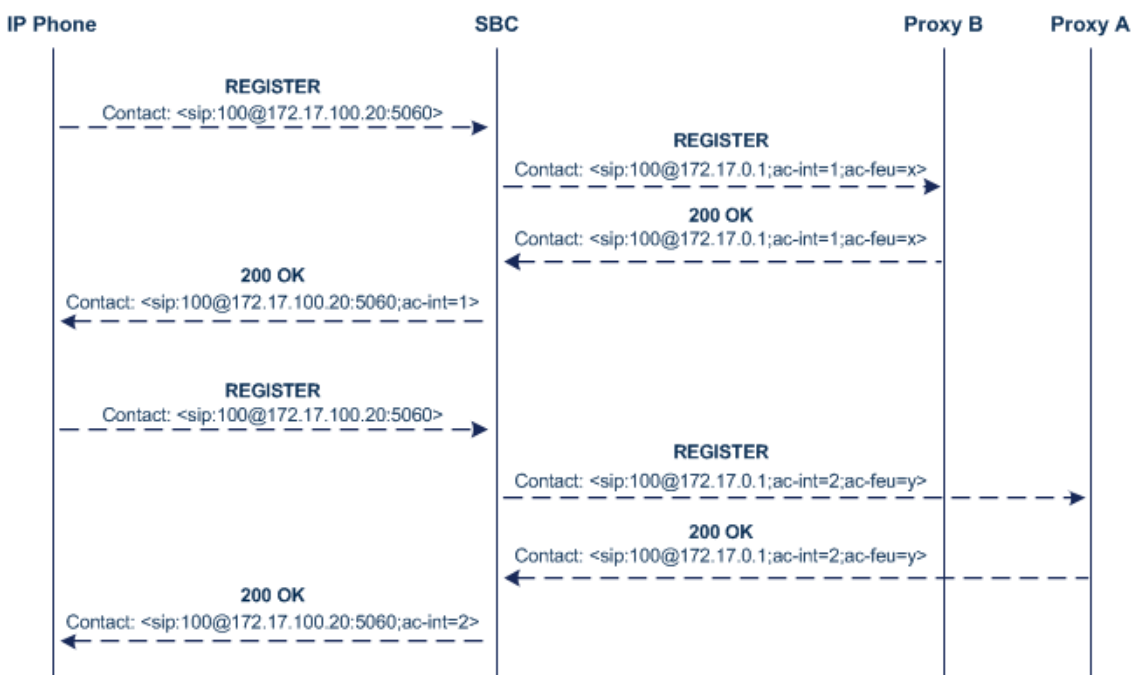 IP Phone
SBC
Proxy B
Proxy A
REGISTER
Contact: <sip:100@172.17.100.20:5060>
REGISTER
Contact: <sip:100@172.17.0.1;ac-int=1;ac-feu=x>
200 OK
Contact: <sip:100@172.17.0.1;ac-int=1;ac-feu=x>
200 OK
Contact: <sip:100@172.17.100.20:5060;ac-int=1>
REGISTER
Contact: <sip:100@172.17.100.20:5060>
REGISTER
Contact: <sip:100@172.17.0.1;ac-int=2;ac-feu=y>
200 OK
Contact: <sip:100@172.17.0.1;ac-int=2;ac-feu=y>
200 OK
Contact: <sip:100@172.17.100.20:5060;ac-int=2>